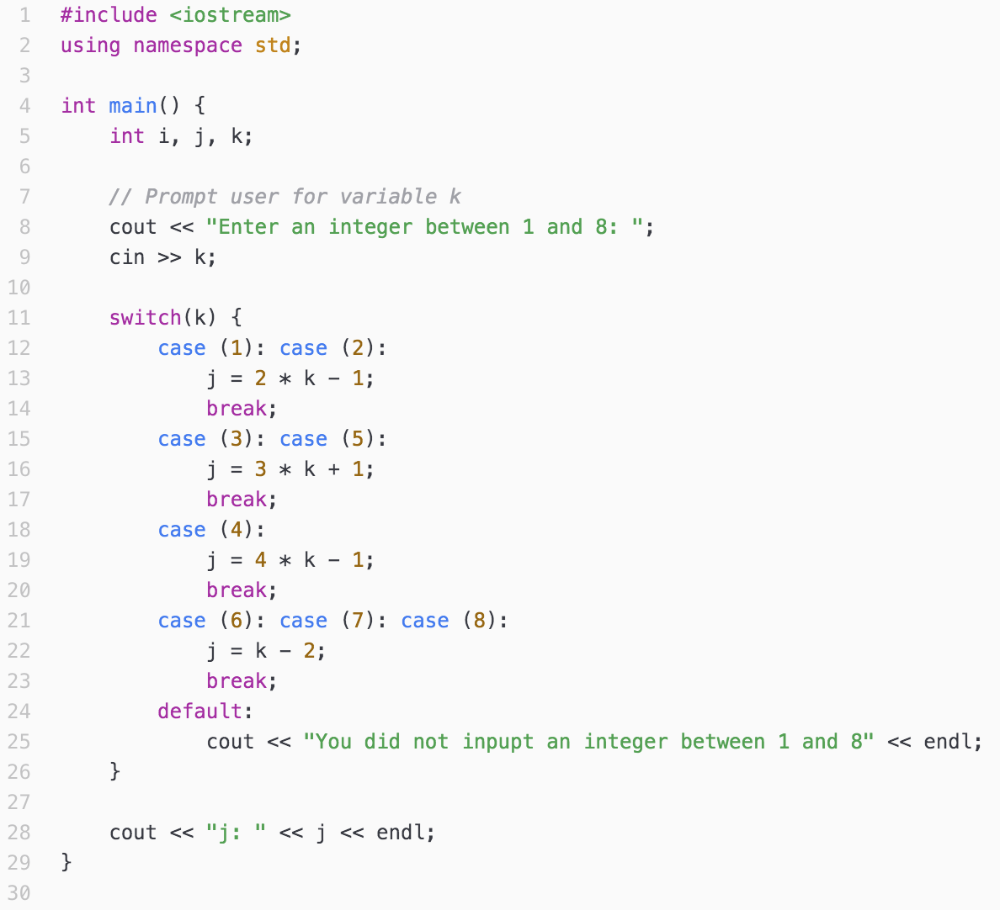 1 #include <iostream>
2 using namespace std;
3
4 int main() {
5     int i, j, k;
6
7     // Prompt user for variable k
8     cout << "Enter an integer between 1 and 8: ";
9     cin >> k;
10
11     switch(k) {
12         case (1): case (2):
13             j = 2 * k - 1;
14             break;
15         case (3): case (5):
16             j = 3 * k + 1;
17             break;
18         case (4):
19             j = 4 * k - 1;
20             break;
21         case (6): case (7): case (8):
22             j = k - 2;
23             break;
24         default:
25             cout << "You did not inpupt an integer between 1 and 8" << endl;
26     }
27
28     cout << "j: " << j << endl;
29 }
30